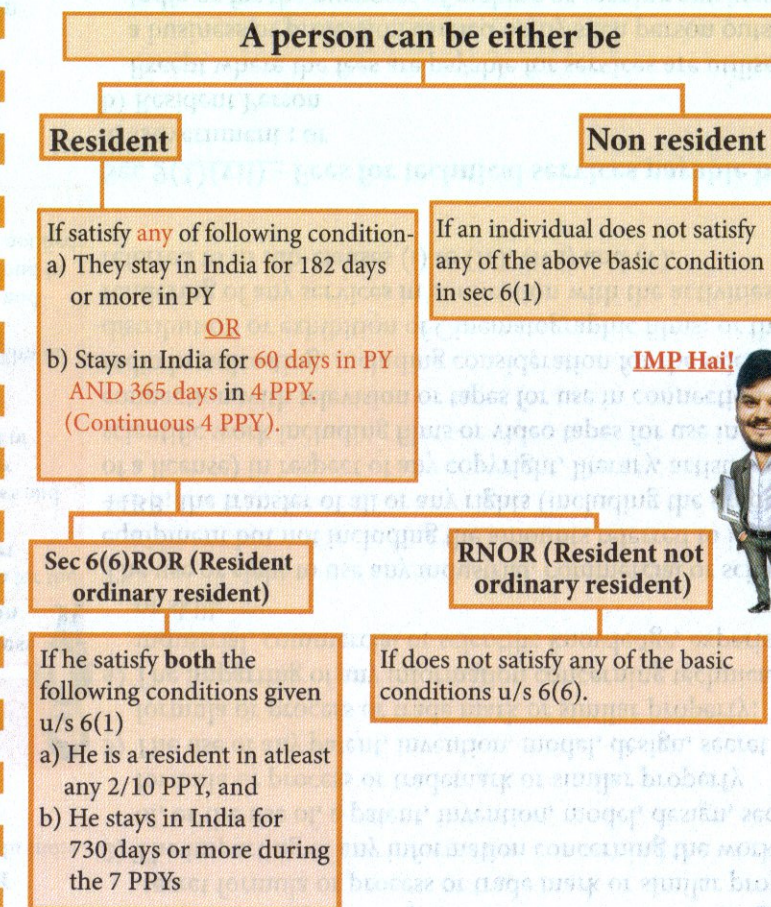 A person can be either be
Resident
Non resident
If satisfy any of following condition-
a) They stay in India for 182 days
or more in PY
OR
b) Stays in India for 60 days in PY
AND 365 days in 4 PPY
(Continuous 4 PPY).
If an individual does not satisfy
any of the above basic condition
in sec 6(1)
IMP Hai!
Sec 6(6)ROR (Resident
ordinary resident)
RNOR (Resident not
ordinary resident)
If he satisfy both the
following conditions given
u/s 6(1)
a) He is a resident in atleast
any 2/10 PPY, and
b) He stays in India for
730 days or more during
the 7 PPYs
If does not satisfy any of the basic
conditions u/s 6(6).